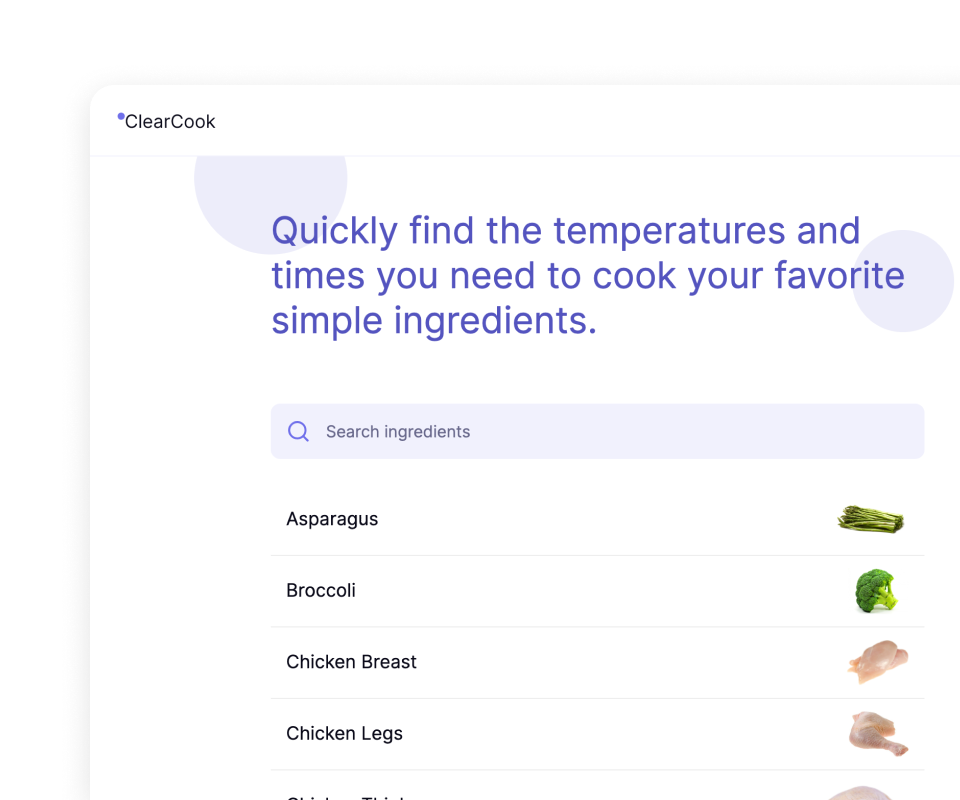 ClearCook
Quickly find the temperatures and
times you need to cook your favorite
simple ingredients.
Search ingredients
Asparagus
Broccoli
Chicken Breast
Chicken Legs